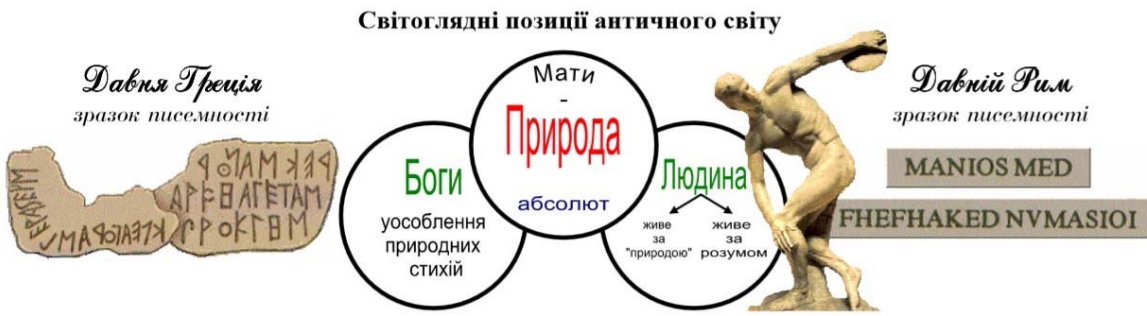 Світоглядні позиції античного світу
Давня Греція
зразок писемності
Боги
уособлення
природних
стихій
Мати
-
Природа
абсолют
Людина
живе
за
"природою"
живе
за
розумом
Давній Рим
зразок писемності
MANIOS MED
FHEFHAKED NVMASIOI